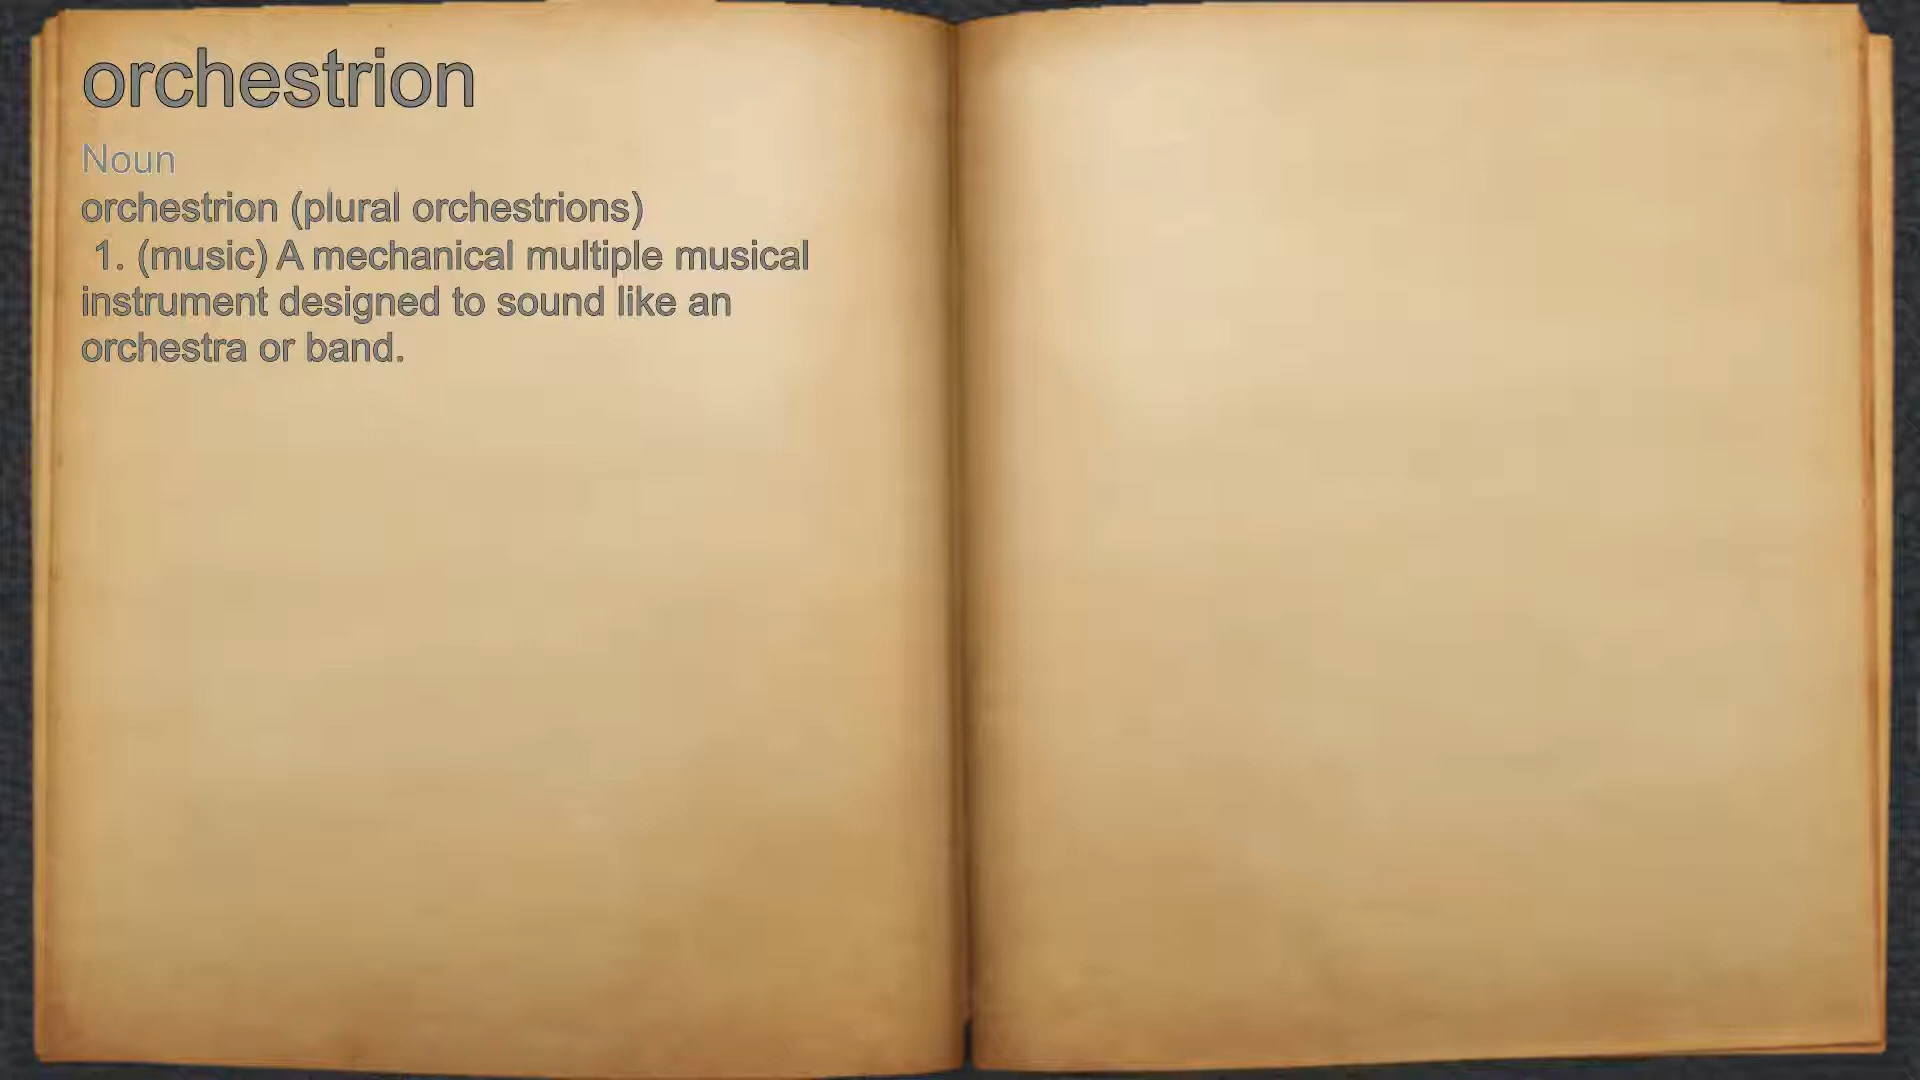 orchestrion
Noun
orchestrion (plural orchestrions)
1. (music) A mechanical multiple musical
instrument designed to sound like an
orchestra or band.